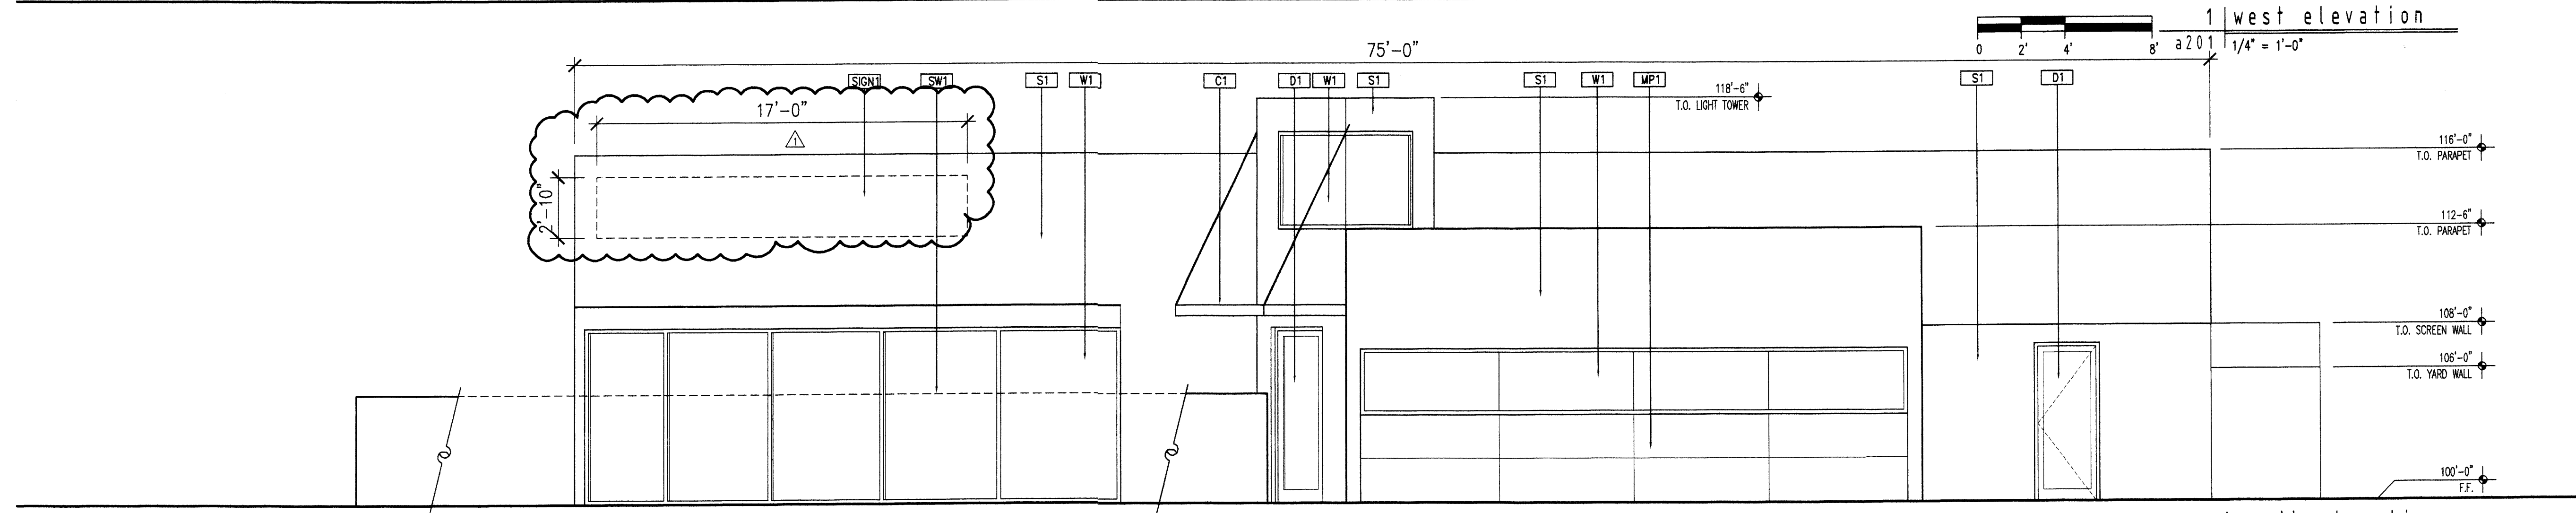 1 west elevation
0 2' 4' 8' a201 1/4" = 1'-0"
75'-0"
SIGN1 SW1 S1 W1 C1 D1 W1 S1 S1 W1 MP1 S1 D1
118'-6"
T.O. LIGHT TOWER
17'-0"
1
116'-0"
T.O. PARAPET
2'-10"
112-6"
T.O. PARAPET
108'-0"
T.O. SCREEN WALL
106'-0"
T.O. YARD WALL
100'-0"
F.F.